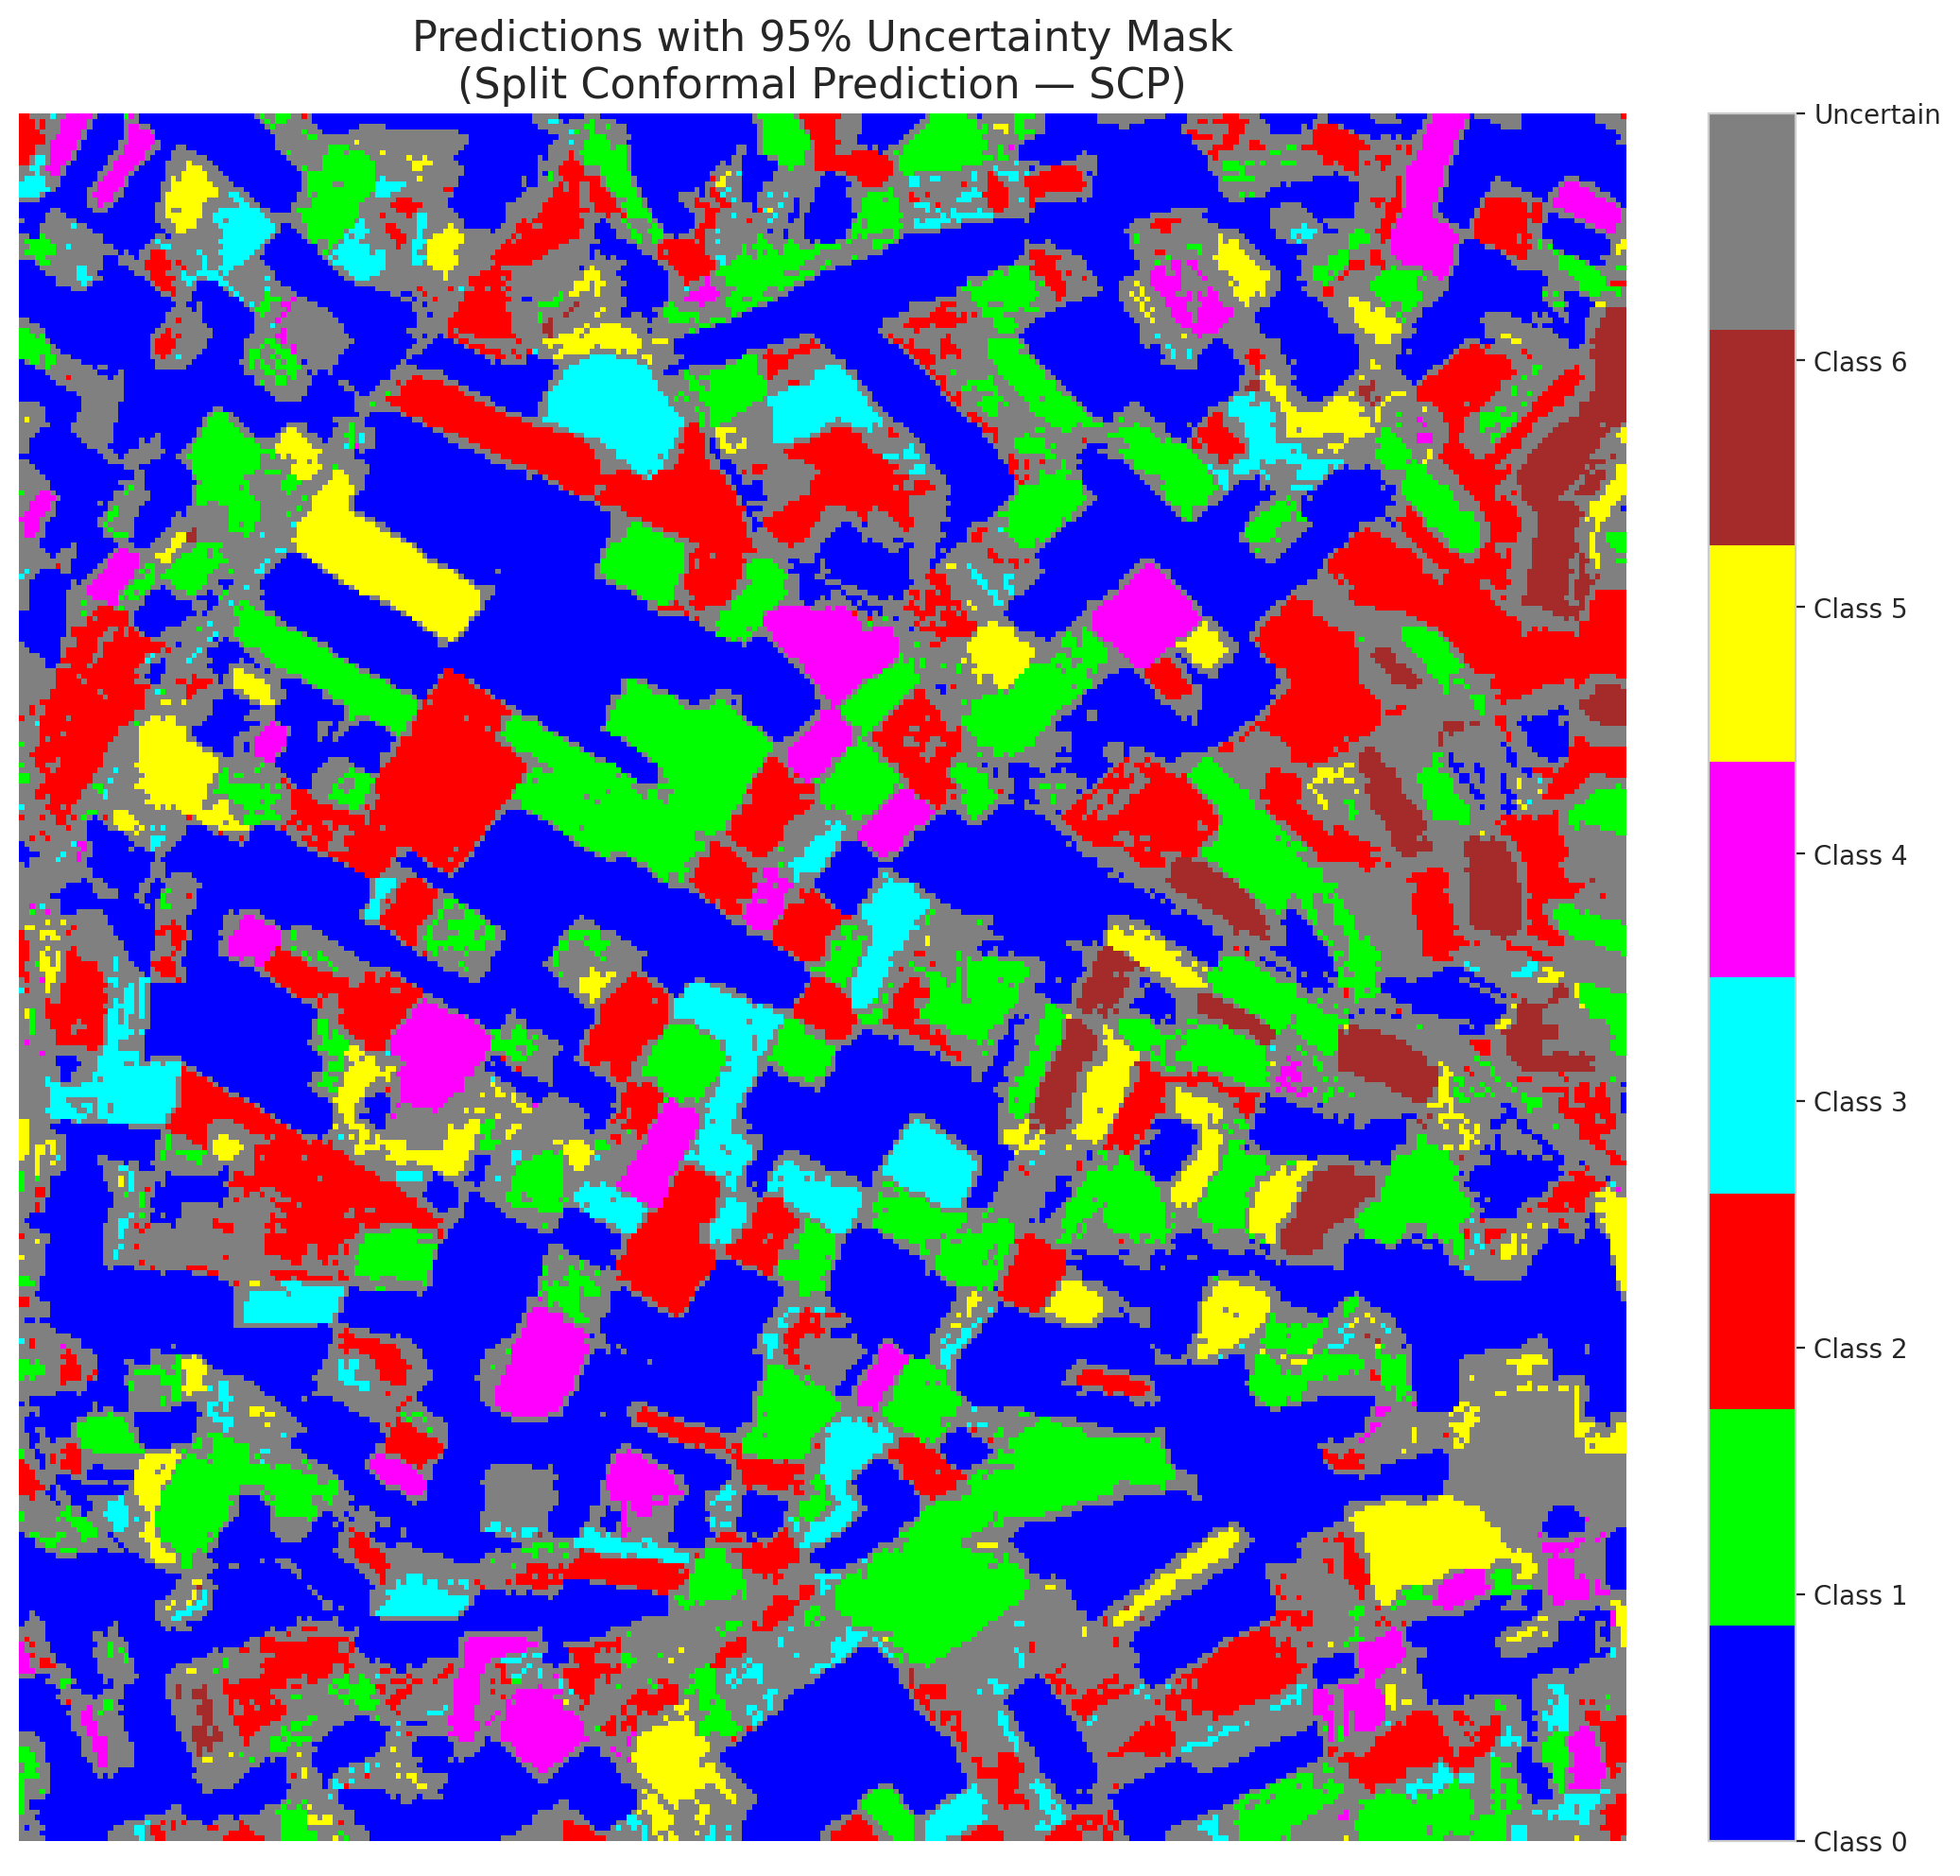 Predictions with 95% Uncertainty Mask
(Split Conformal Prediction — SCP)
Uncertain
Class 6
Class 5
Class 4
Class 3
Class 2
Class 1
Class 0